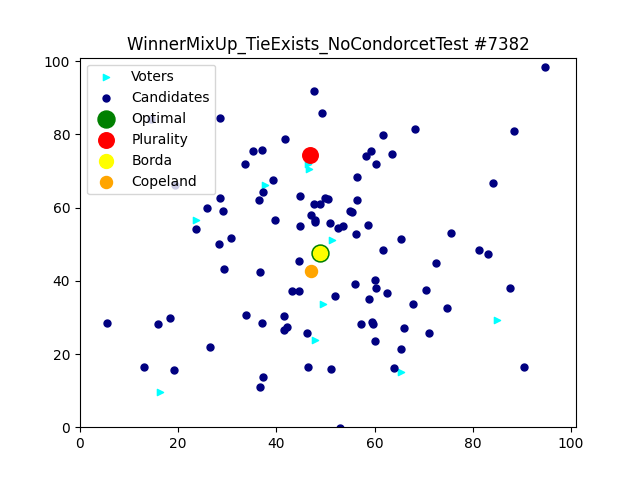 WinnerMixUp_TieExists_NoCondorcetTest #7382
Voters
Candidates
Optimal
Plurality
Borda
Copeland
100
80
60
40
20
0
0 20 40 60 80 100